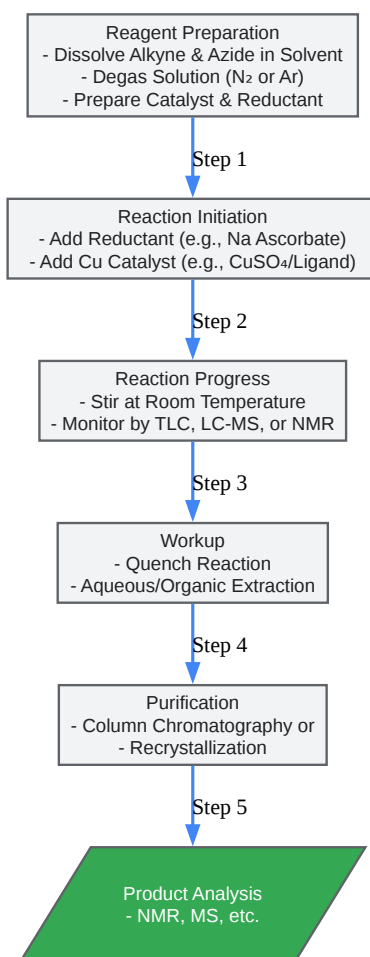 Reagent Preparation
- Dissolve Alkyne & Azide in Solvent
- Degas Solution (N₂ or Ar)
- Prepare Catalyst & Reductant
Step 1
Reaction Initiation
- Add Reductant (e.g., Na Ascorbate)
- Add Cu Catalyst (e.g., CuSO₄/Ligand)
Step 2
Reaction Progress
- Stir at Room Temperature
- Monitor by TLC, LC-MS, or NMR
Step 3
Workup
- Quench Reaction
- Aqueous/Organic Extraction
Step 4
Purification
- Column Chromatography or
- Recrystallization
Step 5
Product Analysis
- NMR, MS, etc.